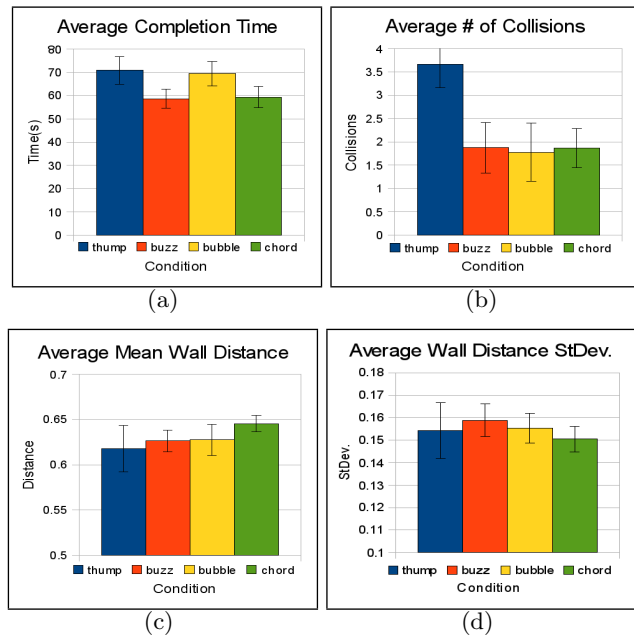 Average Completion Time
80
70
60
50
40
30
20
10
0
Time(s)
thump buzz bubble chord
Condition
(a)
Average # of Collisions
4
3.5
3
2.5
2
1.5
1
0.5
0
Collisions
thump buzz bubble chord
Condition
(b)
Average Mean Wall Distance
0.7
0.65
0.6
0.55
0.5
Distance
thump buzz bubble chord
Condition
(c)
Average Wall Distance StDev.
0.18
0.17
0.16
0.15
0.14
0.13
0.12
0.11
0.1
StDev.
thump buzz bubble chord
Condition
(d)